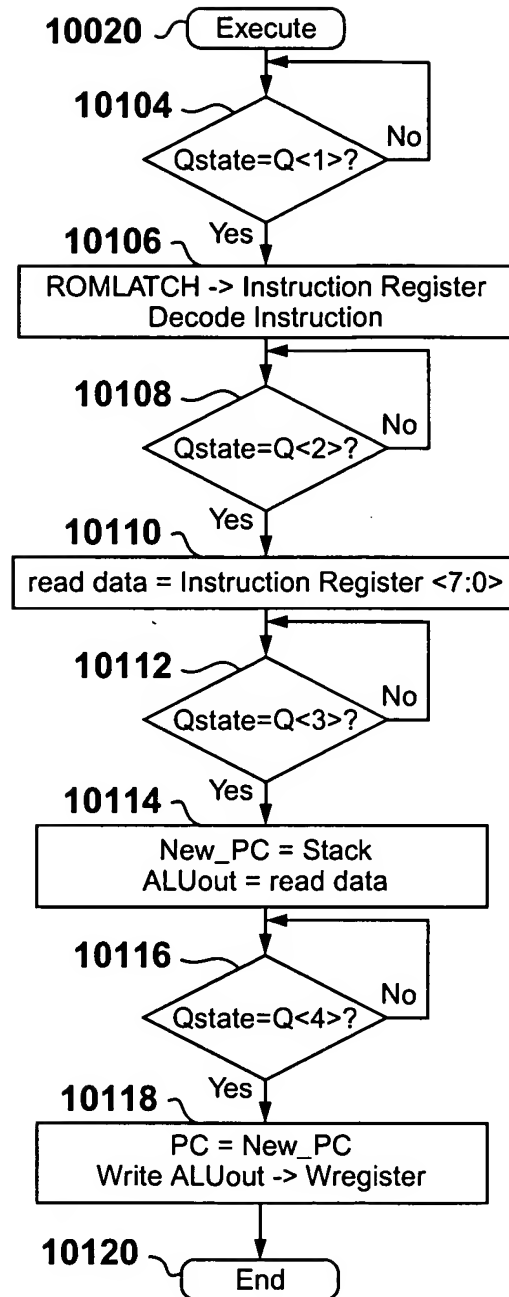 10020
Execute
10104
Qstate=Q<1>?
No
Yes
10106
ROMLATCH -> Instruction Register
Decode Instruction
10108
Qstate=Q<2>?
No
Yes
10110
read data = Instruction Register <7:0>
10112
Qstate=Q<3>?
No
Yes
10114
New_PC = Stack
ALUout = read data
10116
Qstate=Q<4>?
No
Yes
10118
PC = New_PC
Write ALUout -> Wregister
10120
End